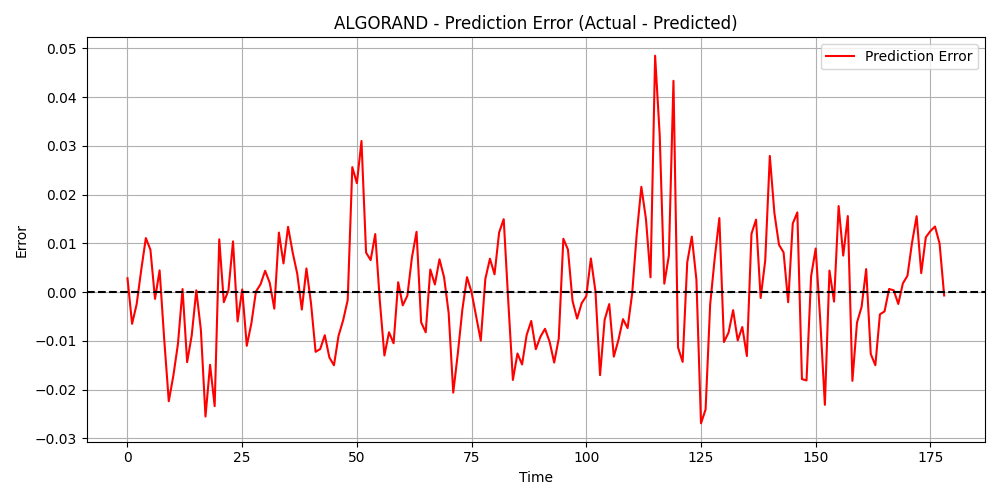 ALGORAND - Prediction Error (Actual - Predicted)
Prediction Error
0.05
0.04
0.03
0.02
0.01
0.00
−0.01
−0.02
−0.03
Error
0 25 50 75 100 125 150 175
Time